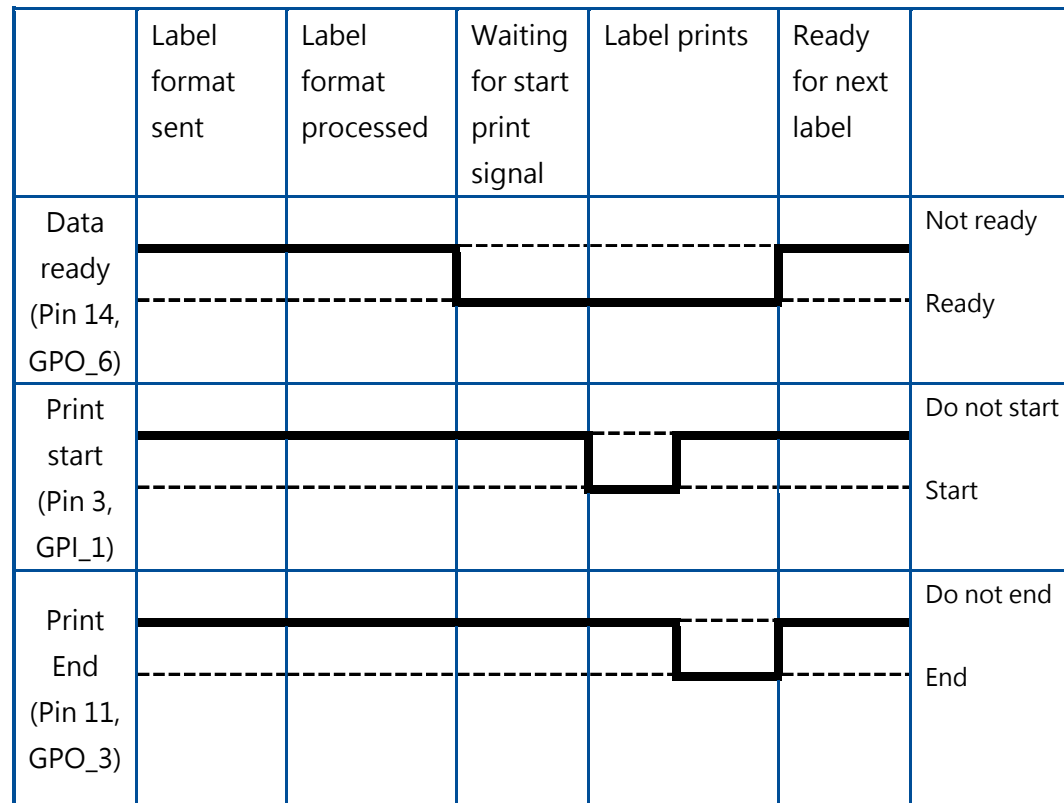 Label
format
sent
Label
format
processed
Waiting
for start
print
signal
Label prints
Ready
for next
label
Data
ready
(Pin 14,
GPO_6)
Not ready
Ready
Print
start
(Pin 3,
GPI_1)
Do not start
Start
Print
End
(Pin 11,
GPO_3)
Do not end
End